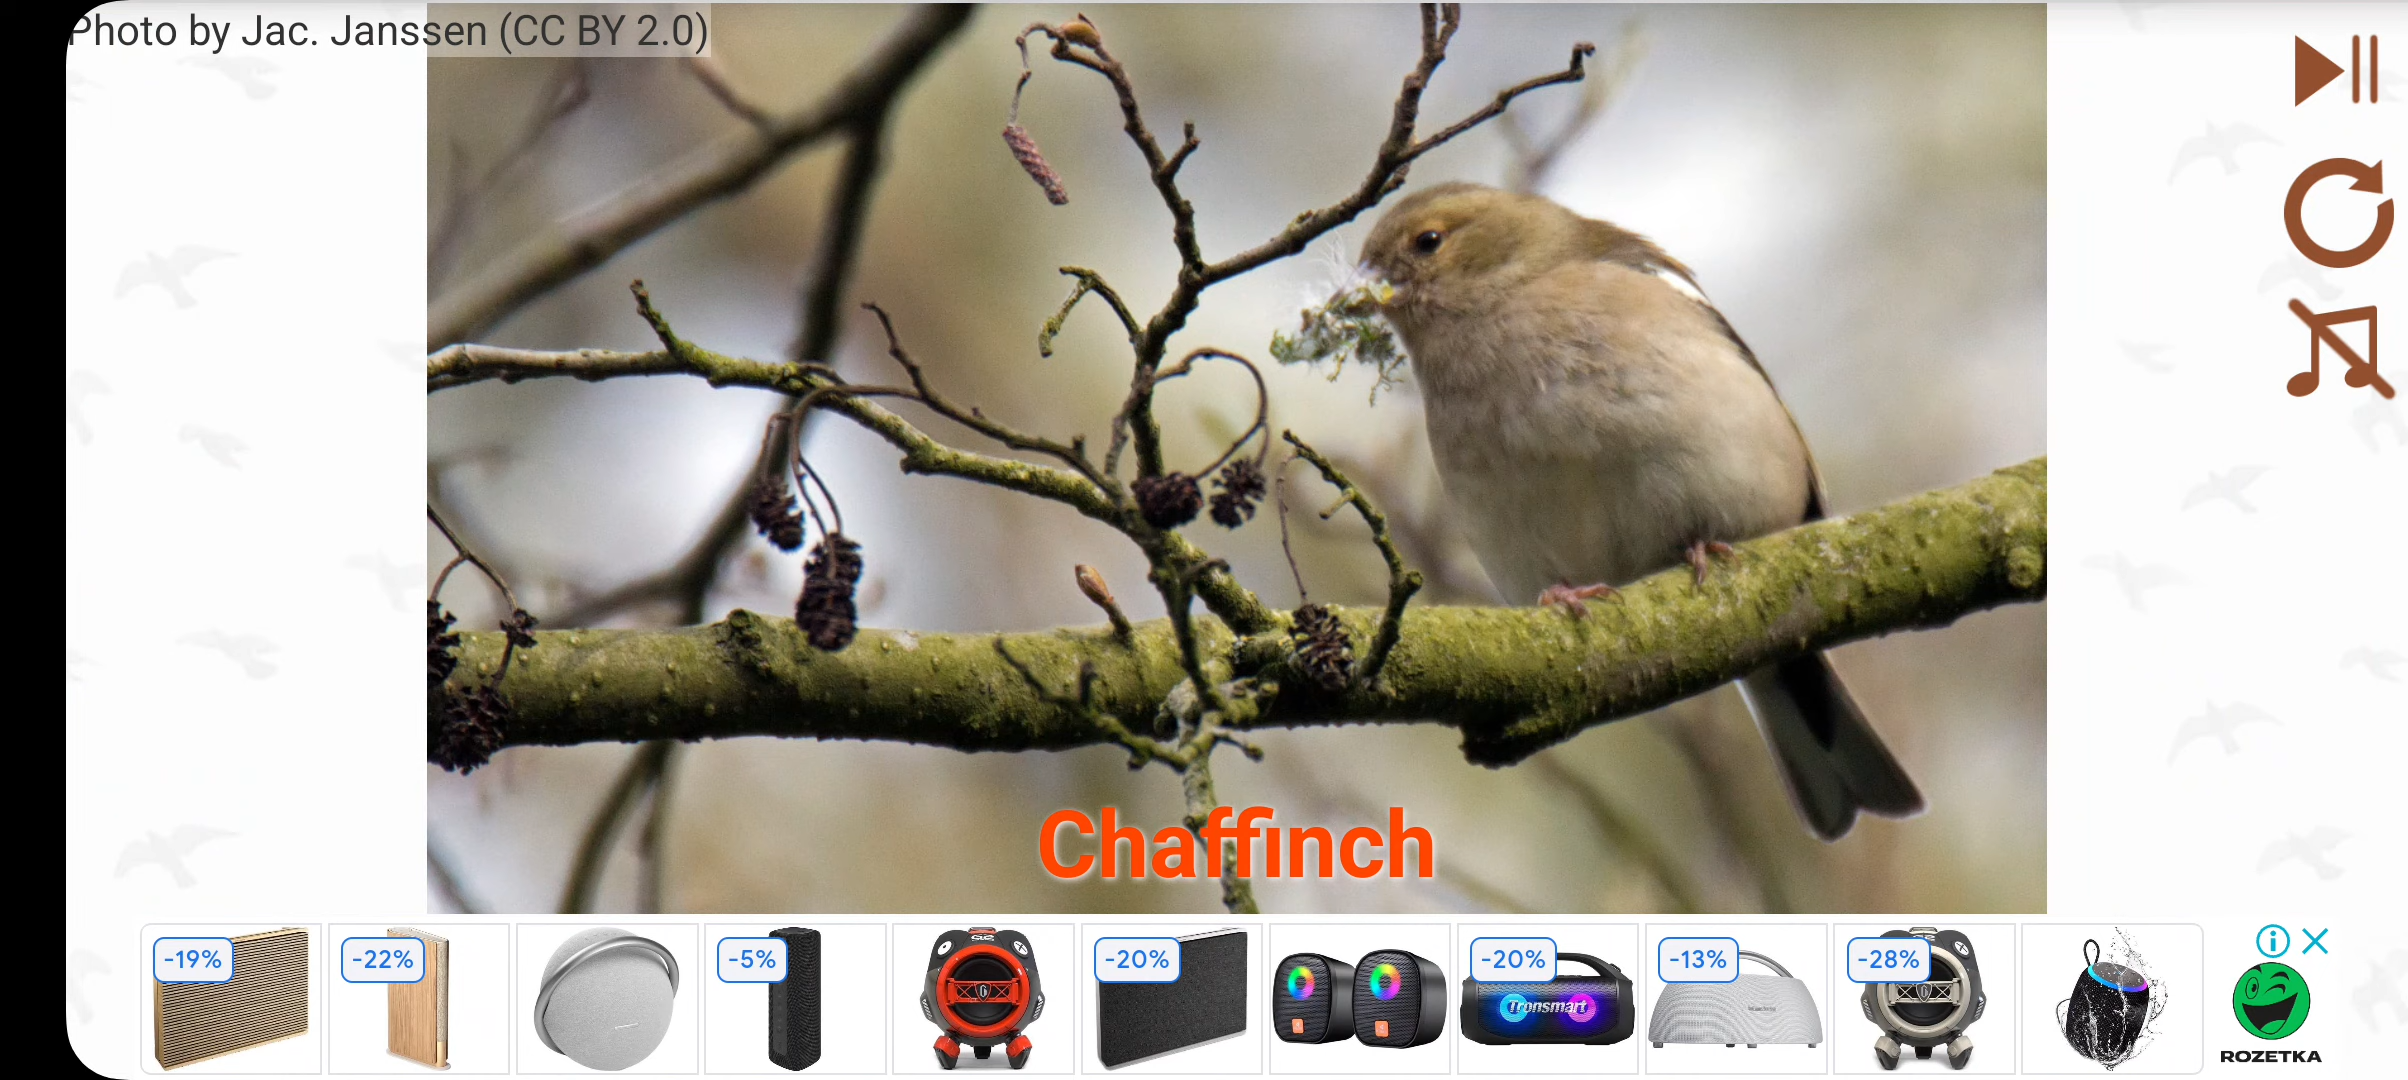 Photo by Jac. Janssen (CC BY 2.0)
Chaffinch
-19%
-22%
-5%
-20%
Tronsmart
-20%
-13%
-28%
ROZETKA